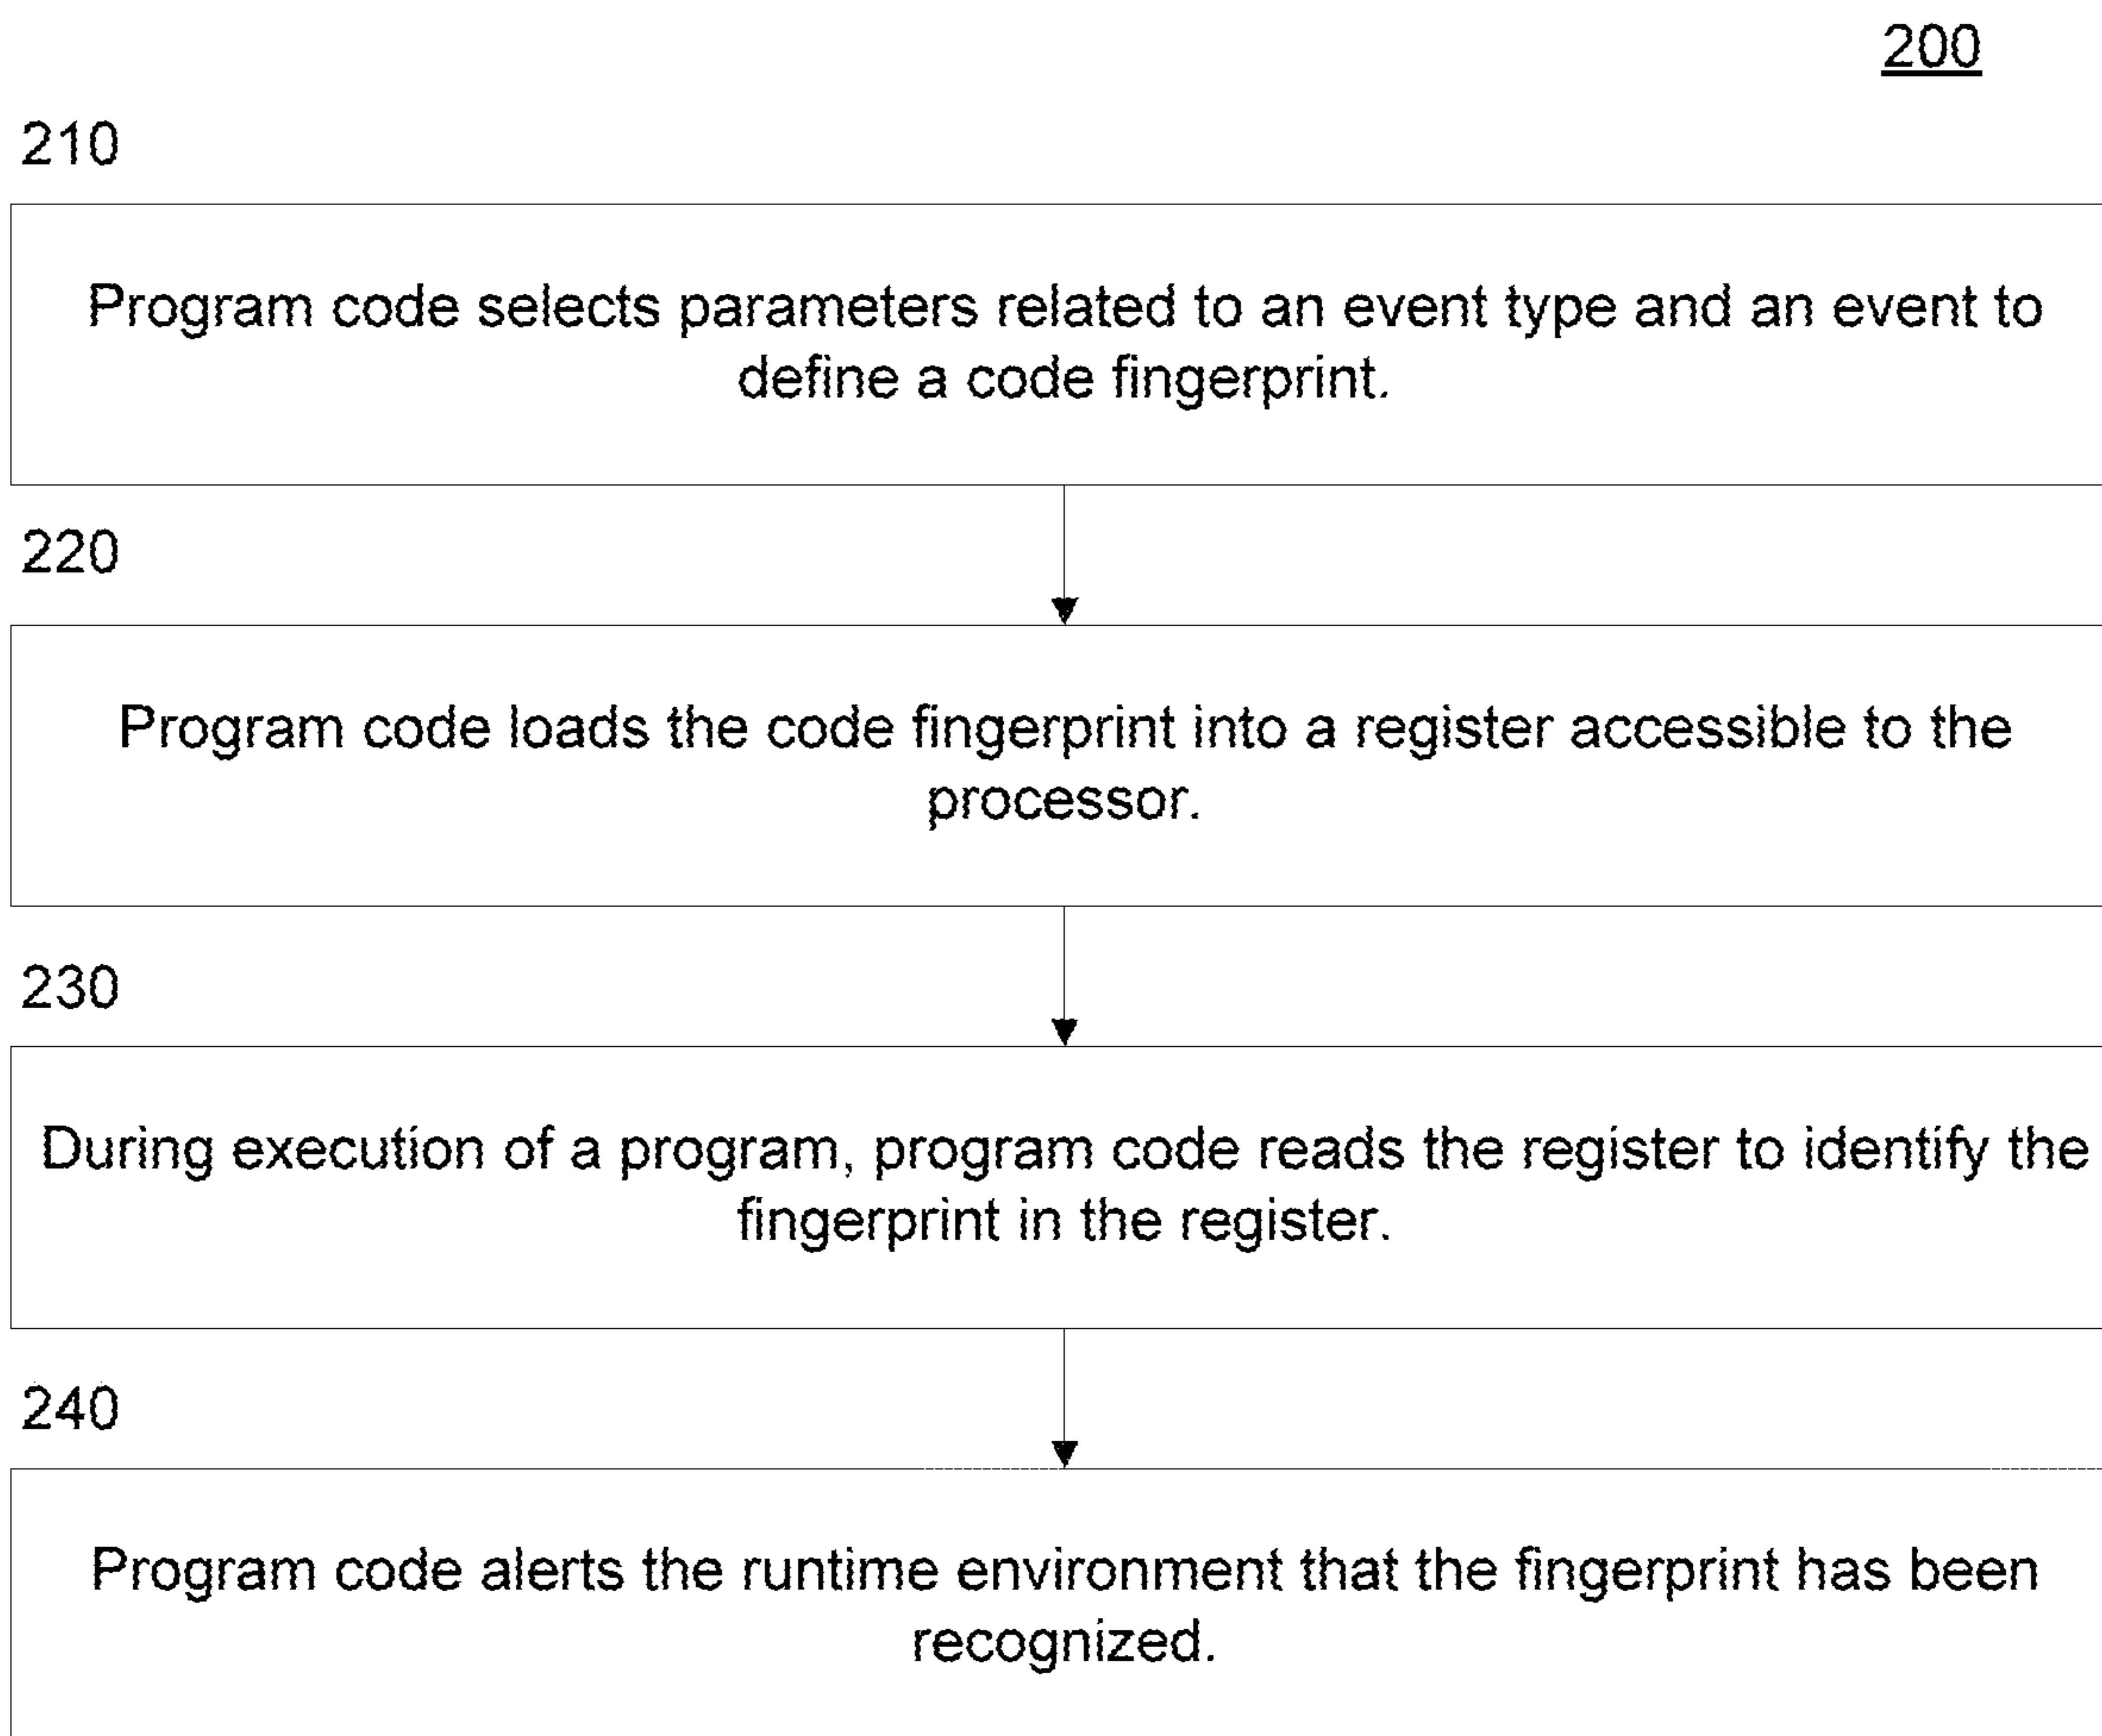 200
210
Program code selects parameters related to an event type and an event to
define a code fingerprint.
220
Program code loads the code fingerprint into a register accessible to the
processor.
230
During execution of a program, program code reads the register to identify the
fingerprint in the register.
240
Program code alerts the runtime environment that the fingerprint has been
recognized.